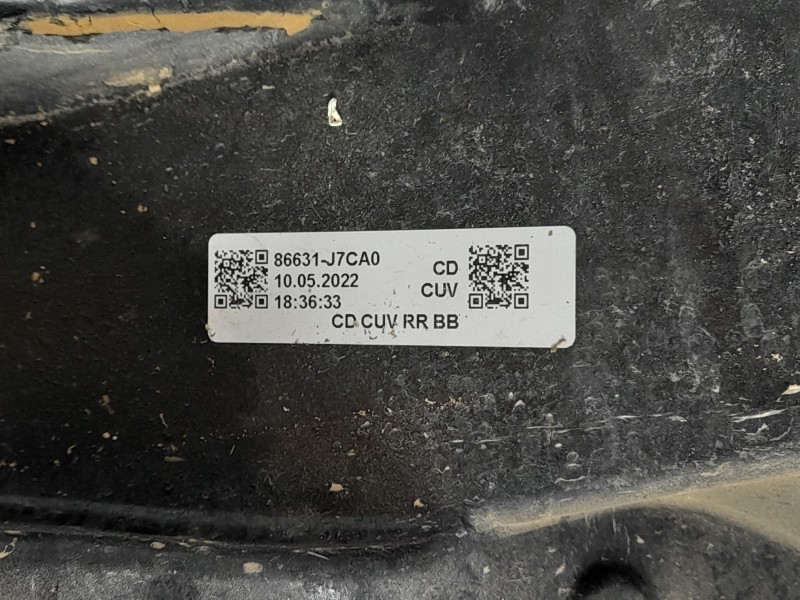 86631-J7CA0
10.05.2022
18:36:33
CD
CUV
CD CUV RR BB